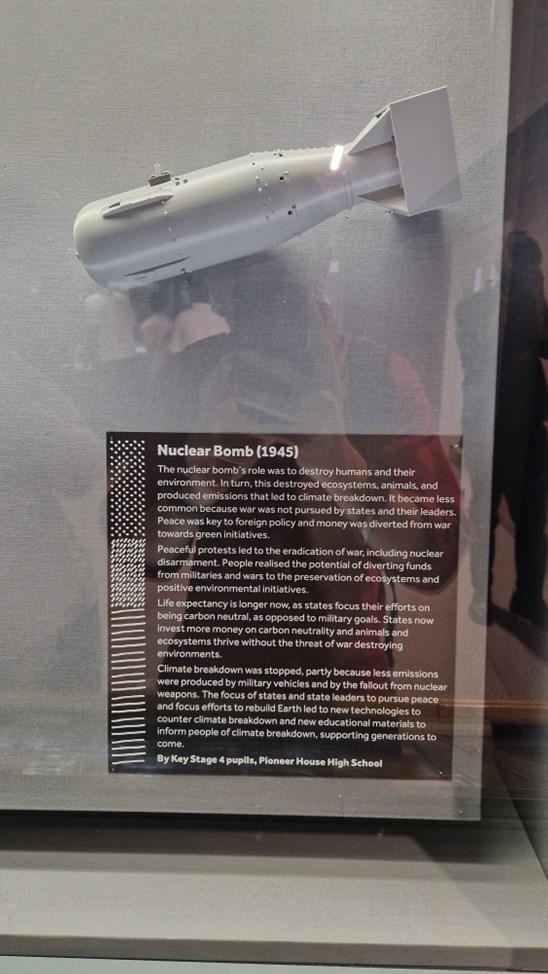 Nuclear Bomb (1945)
The nuclear bomb's role was to destroy humans and their
environment. In turn, this destroyed ecosystems, animals, and
produced emissions that led to climate breakdown. It became less
common because war was not pursued by states and their leaders.
Peace was key to foreign policy and money was diverted from war
towards green initiatives.
Peaceful protests led to the eradication of war, including nuclear
disarmament. People realised the potential of diverting funds
from militaries and wars to the preservation of ecosystems and
positive environmental initiatives.
Life expectancy is longer now, as states focus their efforts on
being carbon neutral, as opposed to military goals. States now
invest more money on carbon neutrality and animals and
ecosystems thrive without the threat of war destroying
environments.
Climate breakdown was stopped, partly because less emissions
were produced by military vehicles and by the fallout from nuclear
weapons. The focus of states and state leaders to pursue peace
and focus efforts to rebuild Earth led to new technologies to
counter climate breakdown and new educational materials to
inform people of climate breakdown, supporting generations to
come.
By Key Stage 4 pupils, Pioneer House High School